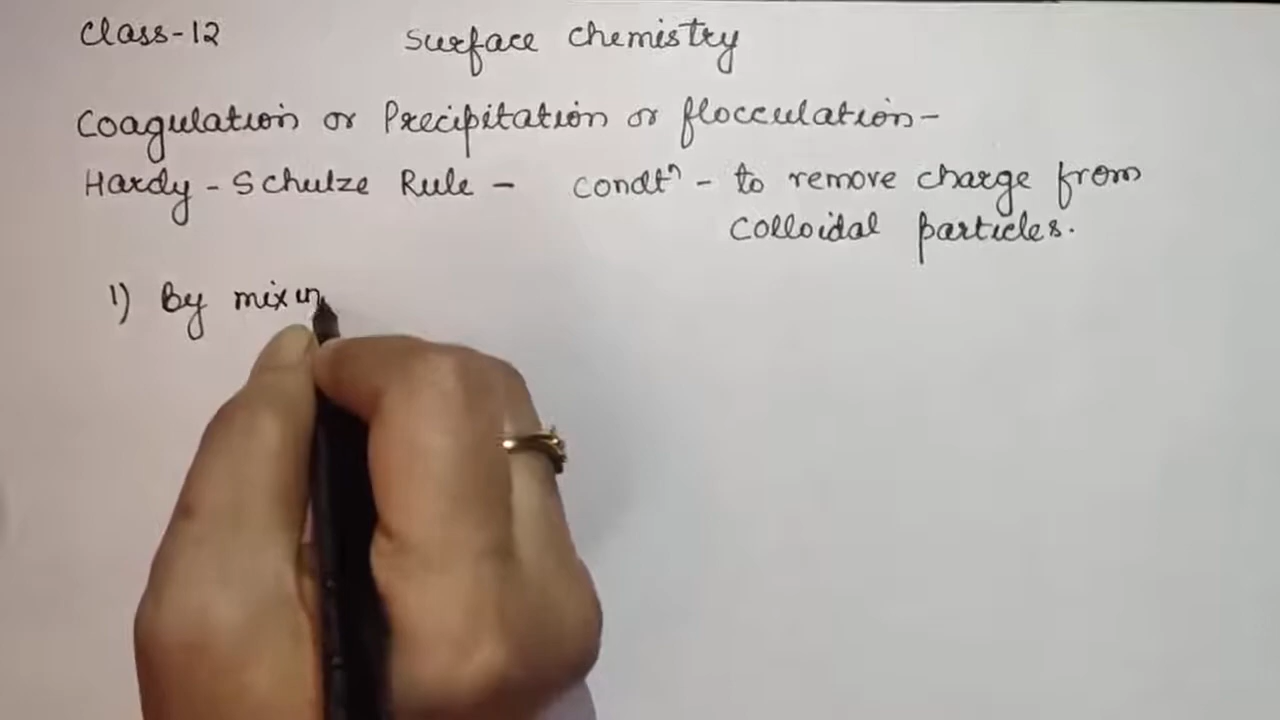 Class-12 Surface Chemistry
Coagulation or Precipitation or flocculation-
Hardy-Schulze Rule - condtⁿ - to remove charge from
colloidal particles.
1) By mixin